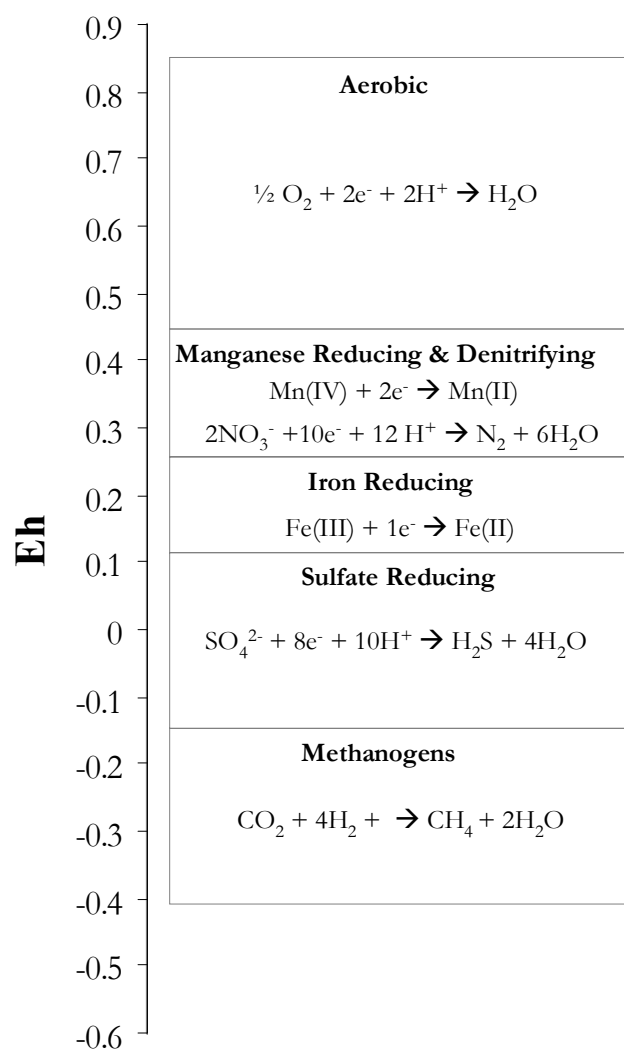 0.9
0.8
0.7
0.6
0.5
0.4
0.3
0.2
0.1
0
-0.1
-0.2
-0.3
-0.4
-0.5
-0.6
Eh
Aerobic
½ O₂ + 2e⁻ + 2H⁺ → H₂O
Manganese Reducing & Denitrifying
Mn(IV) + 2e⁻ → Mn(II)
2NO₃⁻ +10e⁻ + 12 H⁺ → N₂ + 6H₂O
Iron Reducing
Fe(III) + 1e⁻ → Fe(II)
Sulfate Reducing
SO₄²⁻ + 8e⁻ + 10H⁺ → H₂S + 4H₂O
Methanogens
CO₂ + 4H₂ + → CH₄ + 2H₂O